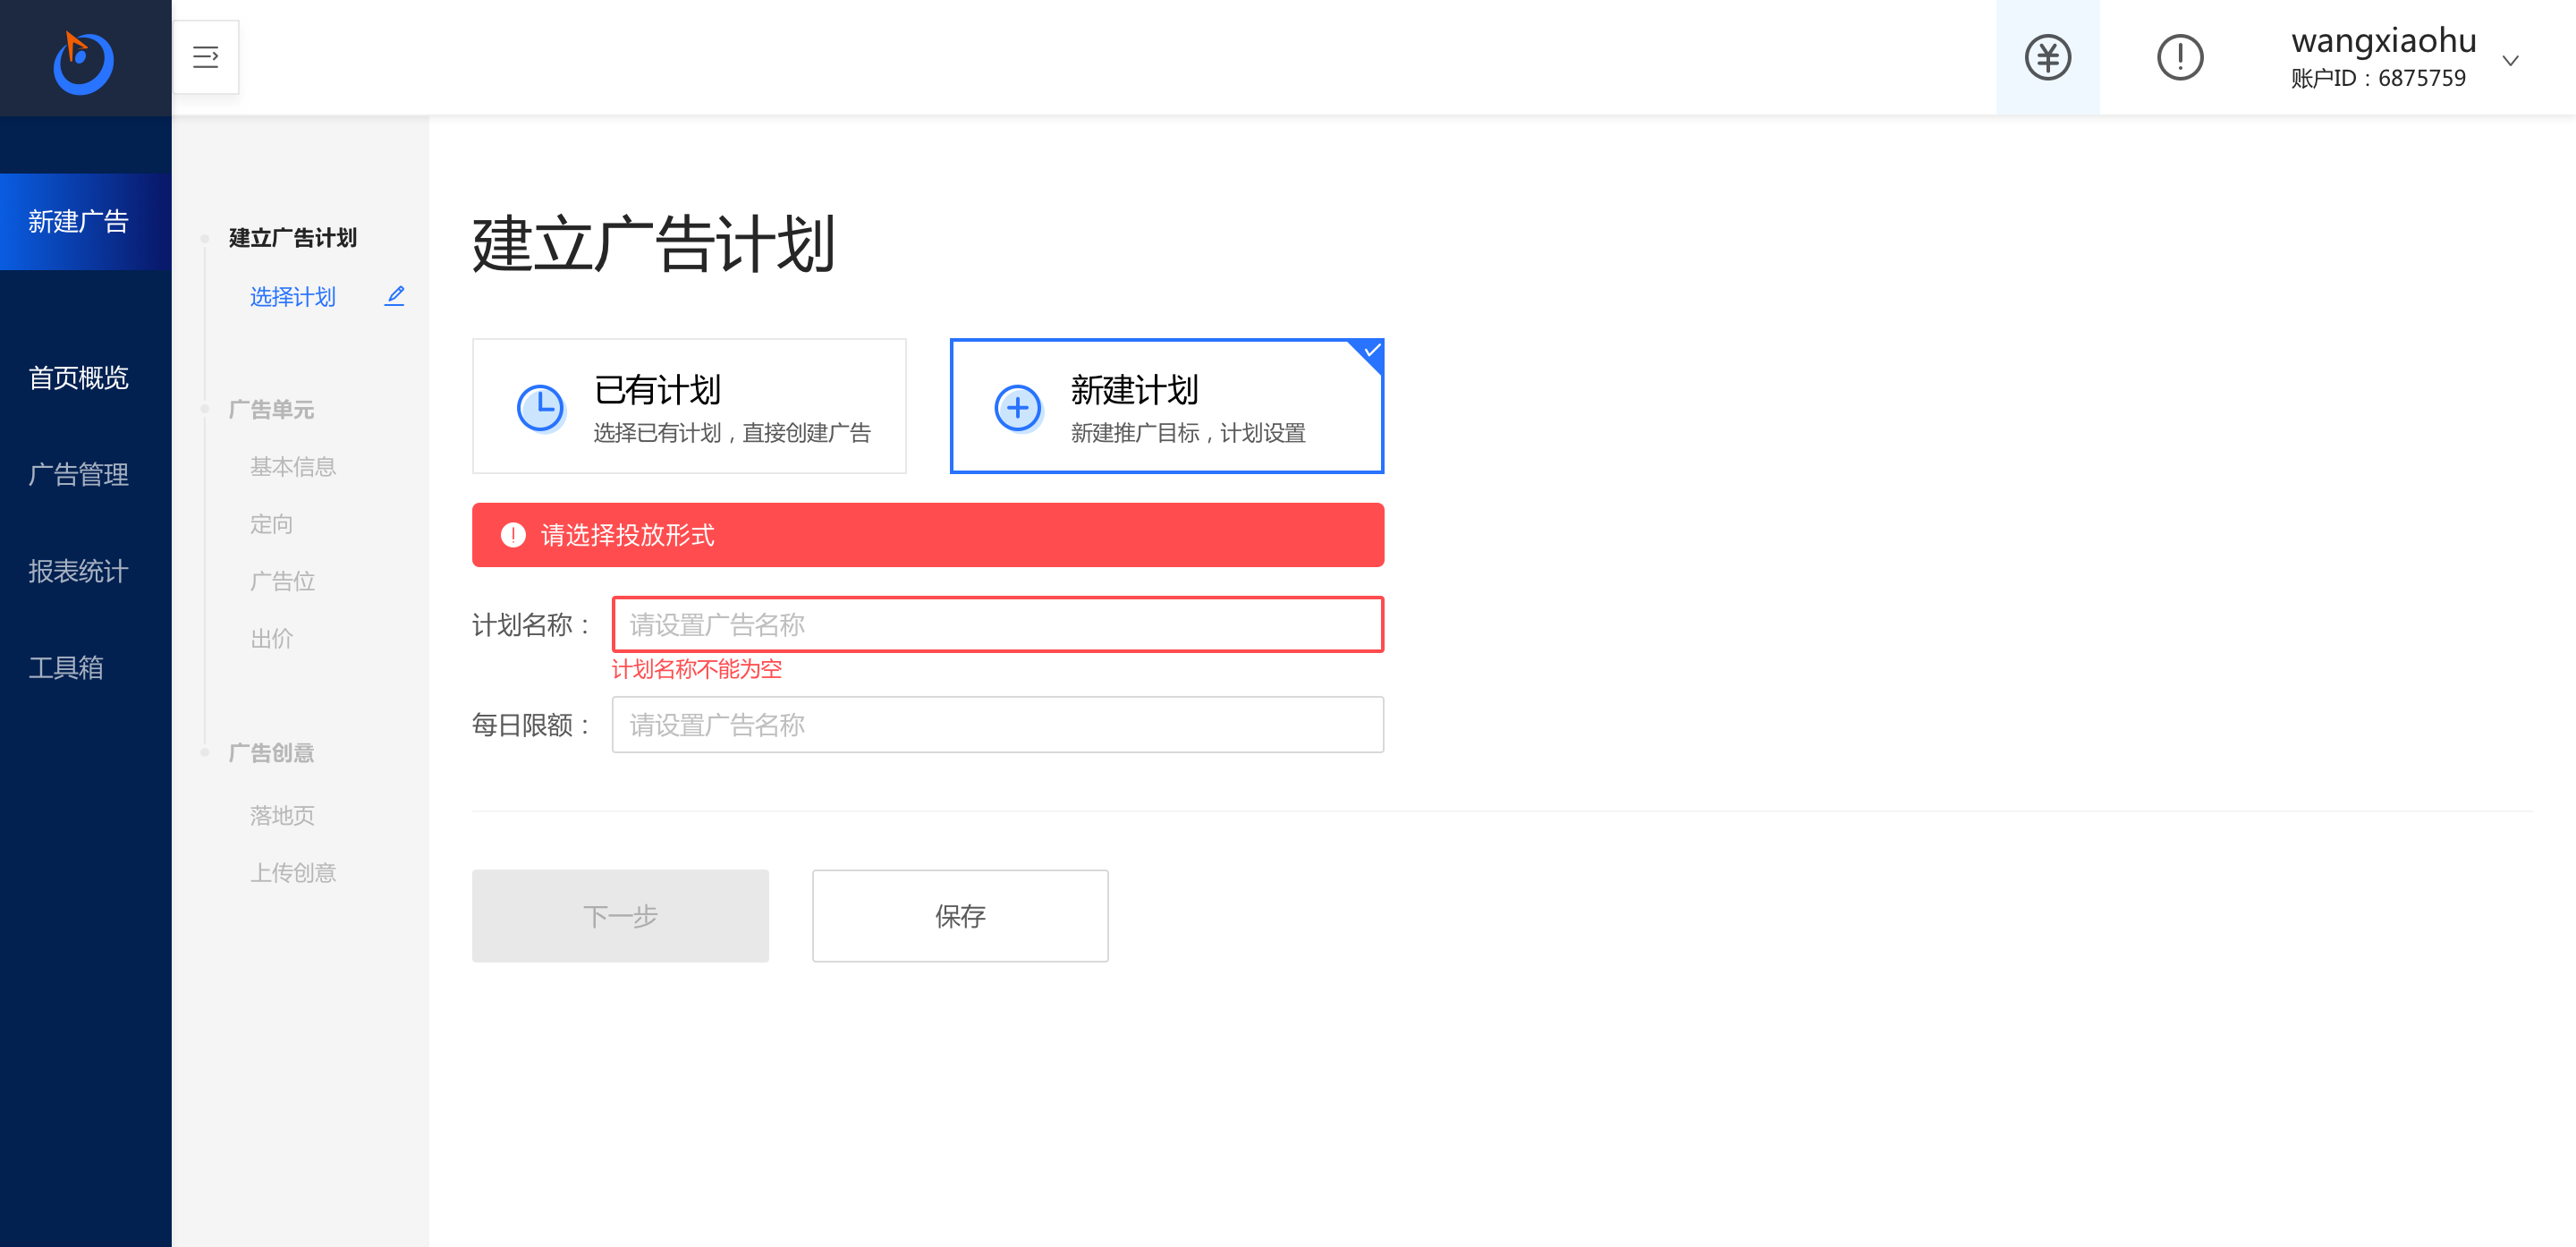 wangxiaohu
账户ID：6875759
新建广告
首页概览
广告管理
报表统计
工具箱
建立广告计划
选择计划
广告单元
基本信息
定向
广告位
出价
广告创意
落地页
上传创意
建立广告计划
已有计划
选择已有计划，直接创建广告
新建计划
新建推广目标，计划设置
请选择投放形式
计划名称： 请设置广告名称
计划名称不能为空
每日限额： 请设置广告名称
下一步
保存